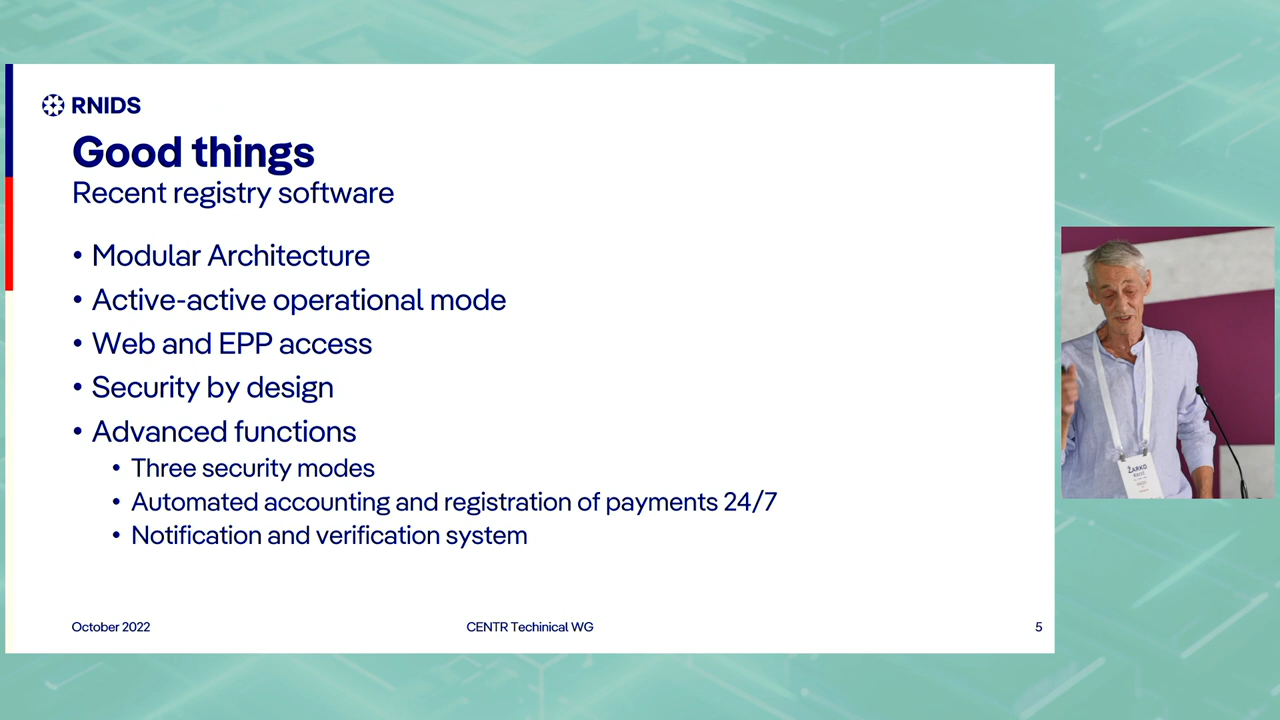 RNIDS
Good things
Recent registry software
• Modular Architecture
• Active-active operational mode
• Web and EPP access
• Security by design
• Advanced functions
• Three security modes
• Automated accounting and registration of payments 24/7
• Notification and verification system
October 2022
CENTR Techinical WG
5
ŽARKO